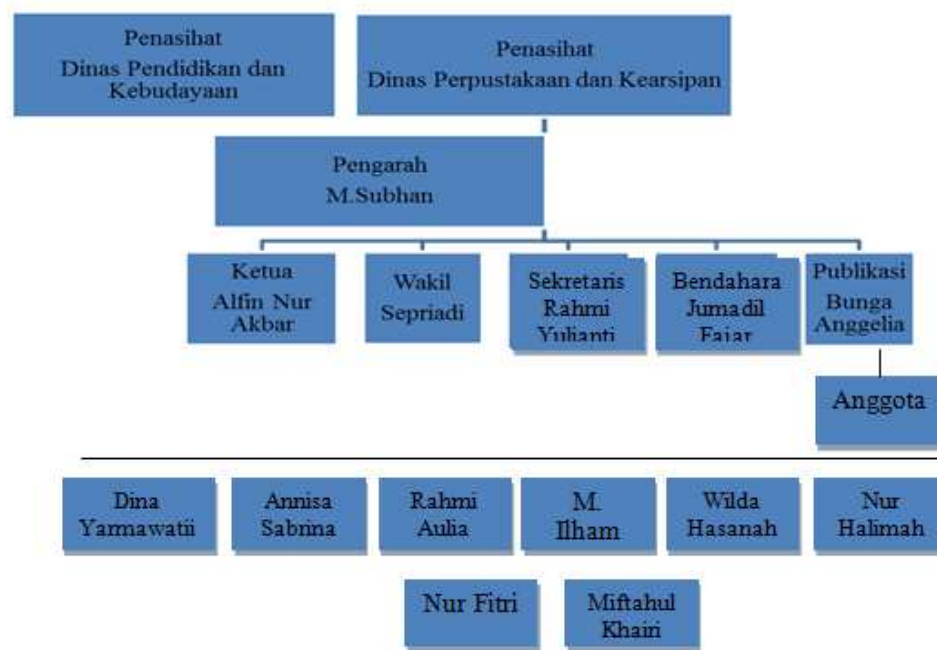 Penasihat
Dinas Pendidikan dan
Kebudayaan
Penasihat
Dinas Perpustakaan dan Kearsipan
Pengarah
M.Subhan
Ketua
Alfin Nur
Akbar
Wakil
Sepriadi
Sekretaris
Rahmi
Yulianti
Bendahara
Jumadil
Fajar
Publikasi
Bunga
Anggelia
Anggota
Dina
Yarmawatii
Annisa
Sabrina
Rahmi
Aulia
M.
Ilham
Wilda
Hasanah
Nur
Halimah
Nur Fitri
Miftahul
Khairi